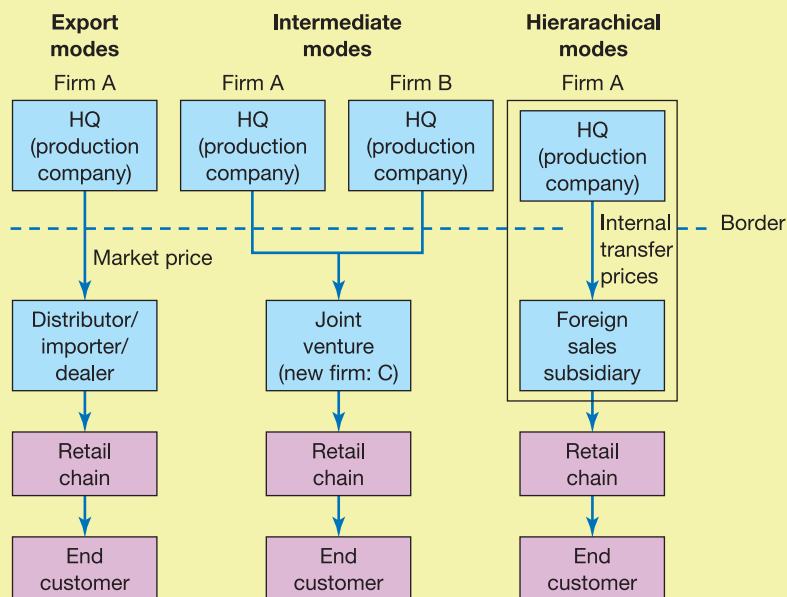 Export
modes
Intermediate
modes
Hierarachical
modes
Firm A
Firm A
Firm B
Firm A
HQ
(production
company)
HQ
(production
company)
HQ
(production
company)
HQ
(production
company)
Border
Market price
Internal
transfer
prices
Distributor/
importer/
dealer
Joint
venture
(new firm: C)
Foreign
sales
subsidiary
Retail
chain
Retail
chain
Retail
chain
End
customer
End
customer
End
customer